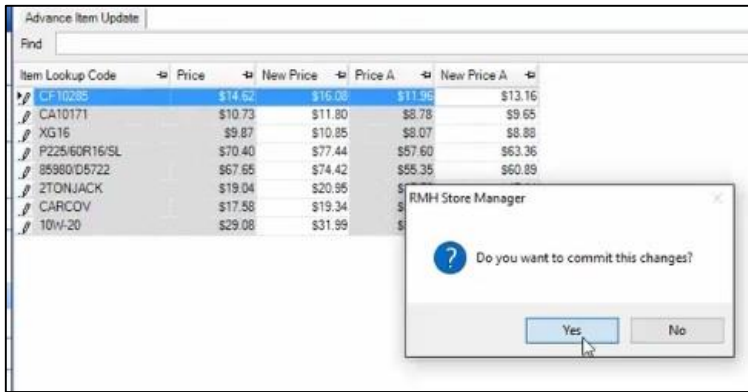 Advance Item Update
Find
Item Lookup Code Price New Price Price A New Price A
CF10285 $14.62 $16.08 $11.96 $13.16
CA10171 $10.73 $11.80 $8.78 $9.65
XG16 $9.87 $10.85 $8.07 $8.88
P225/60R16/SL $70.40 $77.44 $57.60 $63.36
85980/D5722 $67.65 $74.42 $55.35 $60.89
2TONJACK $19.04 $20.95
CARCOV $17.58 $19.34
10W-20 $29.08 $31.99
RMH Store Manager
Do you want to commit this changes?
Yes No